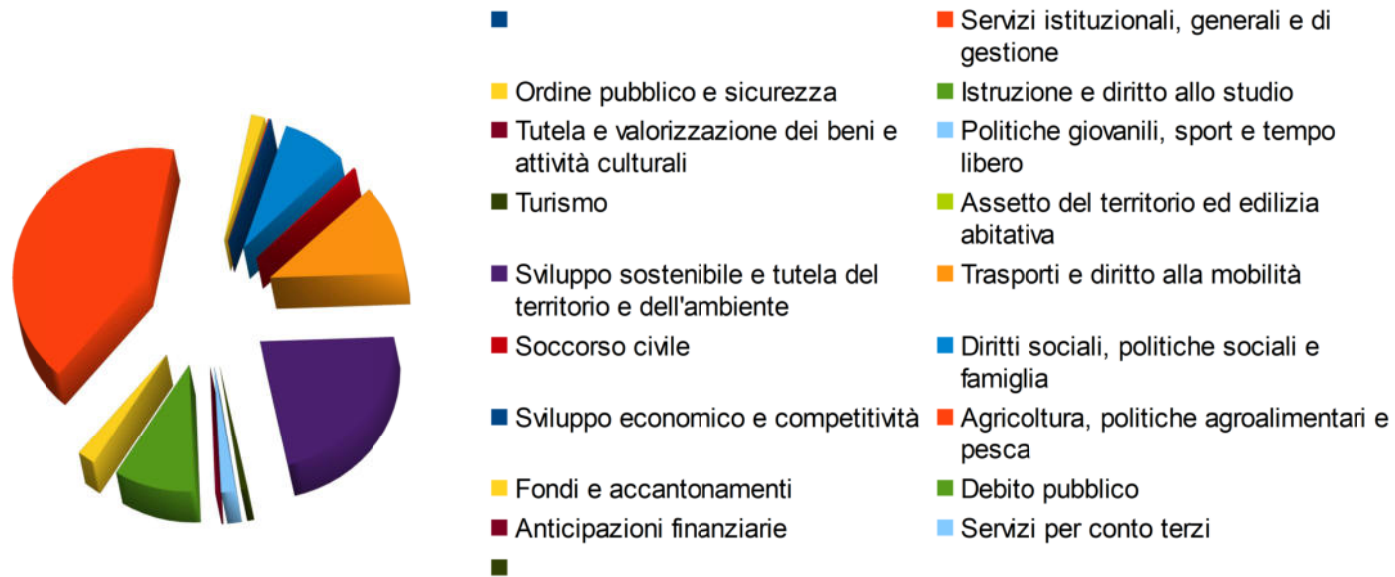 Servizi istituzionali, generali e di
gestione
Ordine pubblico e sicurezza
Istruzione e diritto allo studio
Tutela e valorizzazione dei beni e
attività culturali
Politiche giovanili, sport e tempo
libero
Turismo
Assetto del territorio ed edilizia
abitativa
Sviluppo sostenibile e tutela del
territorio e dell'ambiente
Trasporti e diritto alla mobilità
Soccorso civile
Diritti sociali, politiche sociali e
famiglia
Sviluppo economico e competitività
Agricoltura, politiche agroalimentari e
pesca
Fondi e accantonamenti
Debito pubblico
Anticipazioni finanziarie
Servizi per conto terzi